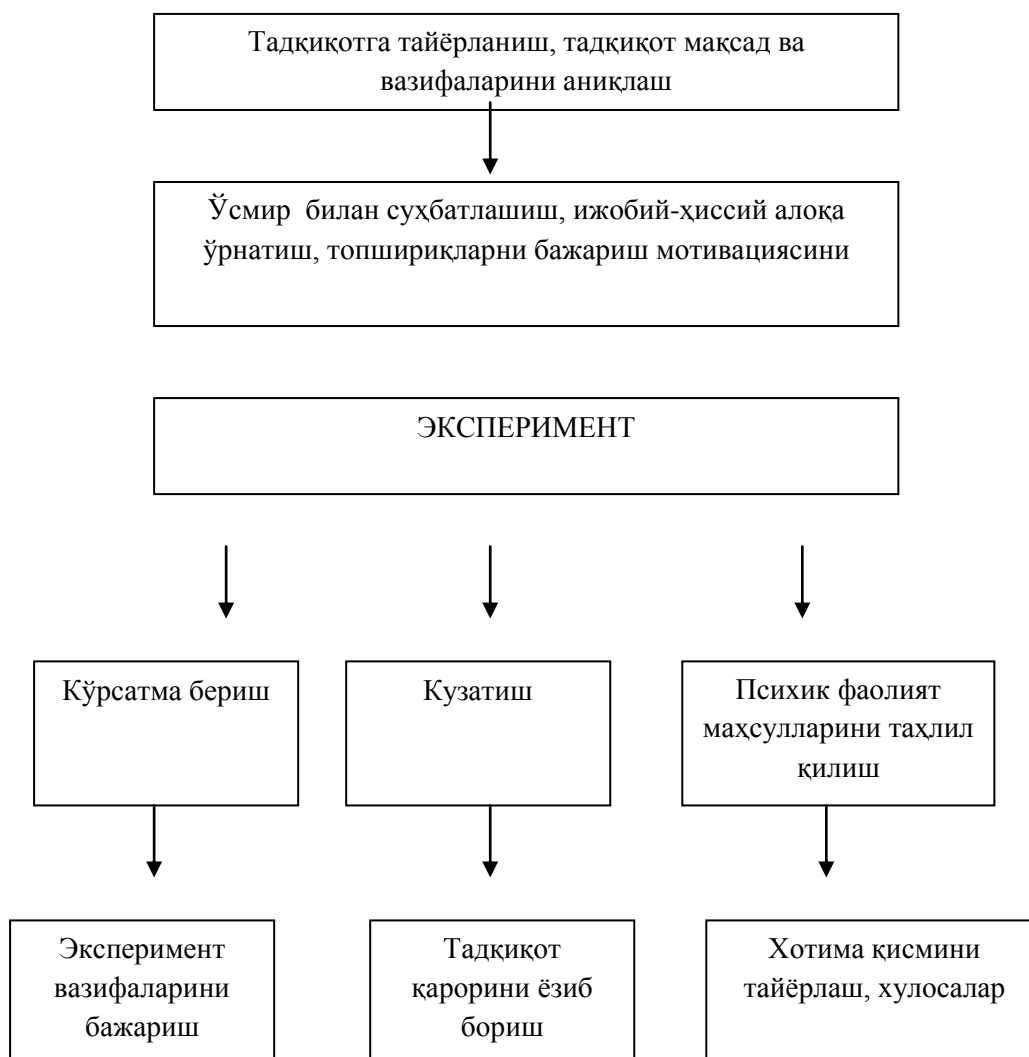 Тадқиқотга тайёрланиш, тадқиқот мақсад ва
вазифаларини аниқлаш
Ўсмир билан суҳбатлашиш, ижобий-ҳиссий алоқа
ўрнатиш, топшириқларни бажариш мотивациясини
ЭКСПЕРИМЕНТ
Кўрсатма бериш
Кузатиш
Психик фаолият
маҳсулларини таҳлил
қилиш
Эксперимент
вазифаларини
бажариш
Тадқиқот
қарорини ёзиб
бориш
Хотима қисмини
тайёрлаш, хулосалар